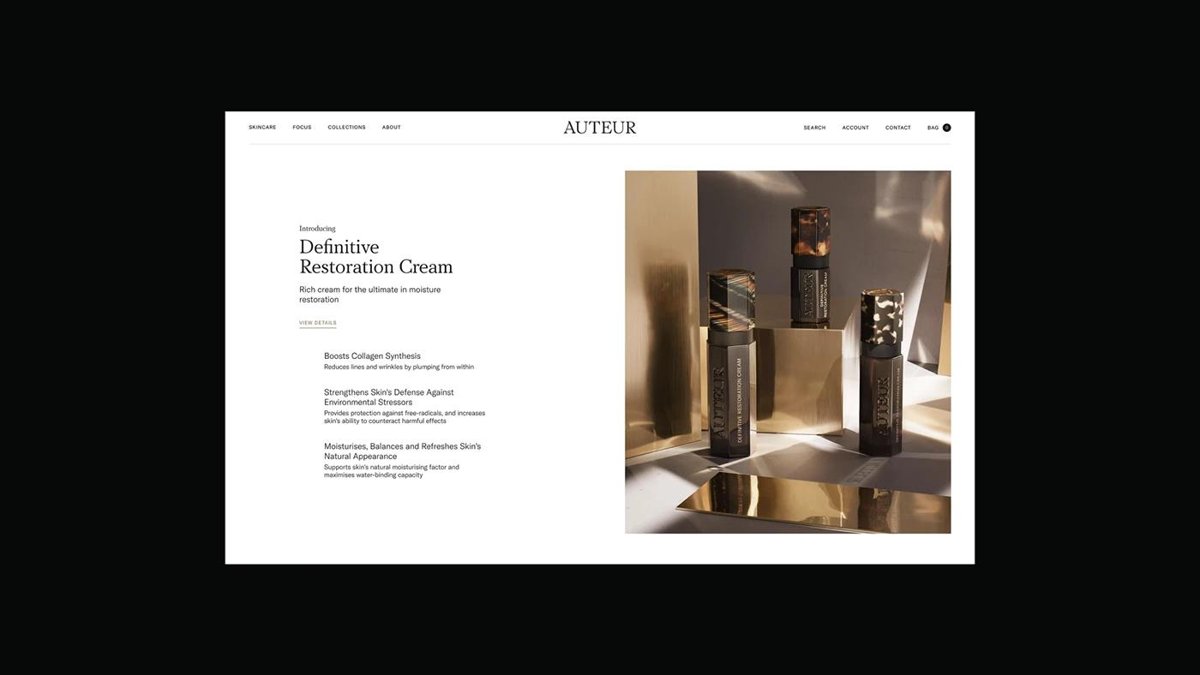 SKINCARE FOCUS COLLECTIONS ABOUT
AUTEUR
SEARCH ACCOUNT CONTACT BAG 0
Introducing
Definitive
Restoration Cream
Rich cream for the ultimate in moisture
restoration
VIEW DETAILS
Boosts Collagen Synthesis
Reduces lines and wrinkles by plumping from within
Strengthens Skin's Defense Against
Environmental Stressors
Provides protection against free-radicals, and increases
skin's ability to counteract harmful effects
Moisturises, Balances and Refreshes Skin's
Natural Appearance
Supports skin's natural moisturising factor and
maximises water-binding capacity
AUTEUR
DEFINITIVE RESTORATION CREAM
AUTEUR
DEFINITIVE
RESTORATION CREAM
AUTEUR